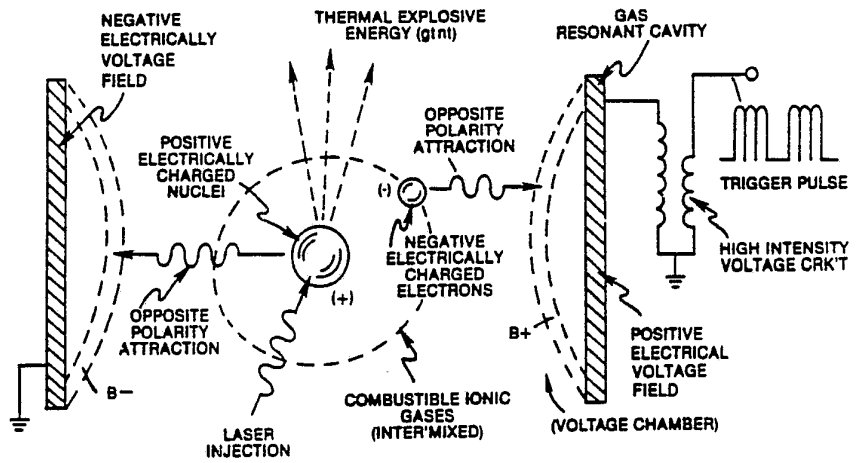 NEGATIVE
ELECTRICALLY
VOLTAGE
FIELD
THERMAL EXPLOSIVE
ENERGY (gtnt)
GAS
RESONANT CAVITY
POSITIVE
ELECTRICALLY
CHARGED
NUCLEI
OPPOSITE
POLARITY
ATTRACTION
(-)
TRIGGER PULSE
NEGATIVE
ELECTRICALLY
CHARGED
ELECTRONS
HIGH INTENSITY
VOLTAGE CRK'T
(+)
OPPOSITE
POLARITY
ATTRACTION
B+
POSITIVE
ELECTRICAL
VOLTAGE
FIELD
B-
COMBUSTIBLE IONIC
GASES
(INTER'MIXED)
(VOLTAGE CHAMBER)
LASER
INJECTION